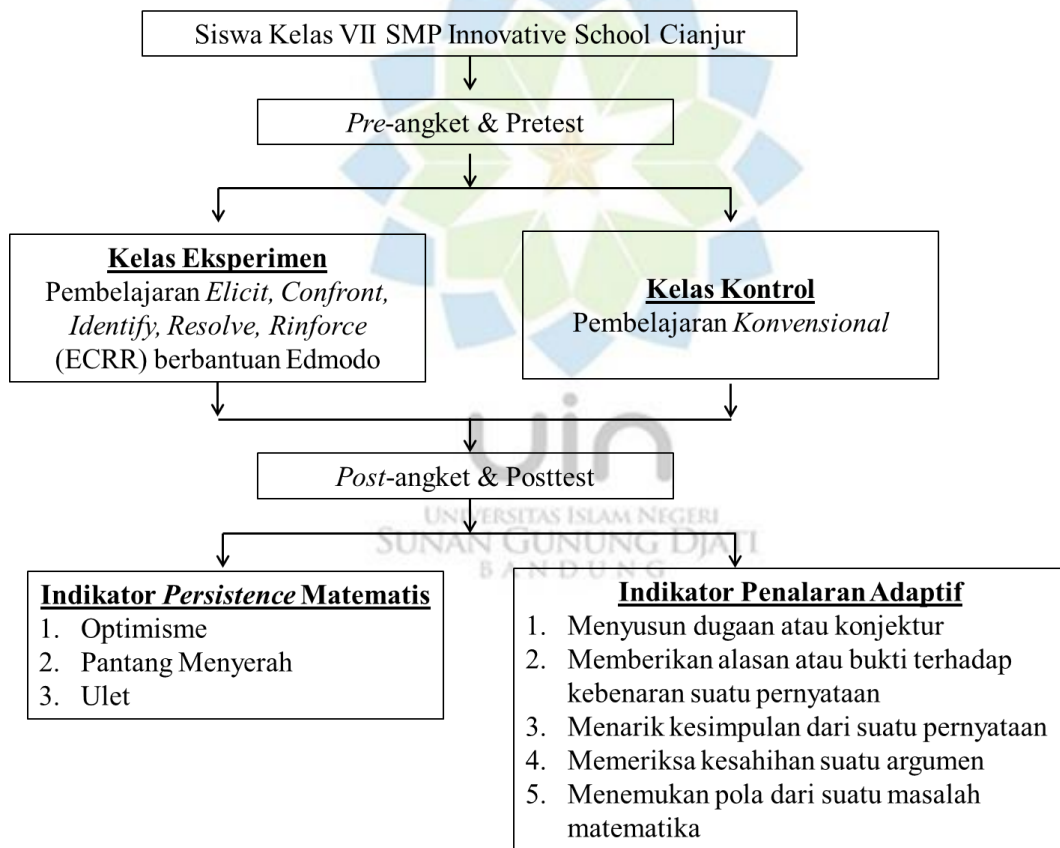 Siswa Kelas VII SMP Innovative School Cianjur
Pre-angket & Pretest
Kelas Eksperimen
Pembelajaran Elicit, Confront,
Identify, Resolve, Rinforce
(ECRR) berbantuan Edmodo
Kelas Kontrol
Pembelajaran Konvensional
uin
Post-angket & Posttest
UNIVERSITAS ISLAM NEGERI
SUNAN GUNUNG DJATI
BANDUNG
Indikator Persistence Matematis
1. Optimisme
2. Pantang Menyerah
3. Ulet
Indikator Penalaran Adaptif
1. Menyusun dugaan atau konjektur
2. Memberikan alasan atau bukti terhadap
kebenaran suatu pernyataan
3. Menarik kesimpulan dari suatu pernyataan
4. Memeriksa kesahihan suatu argumen
5. Menemukan pola dari suatu masalah
matematika